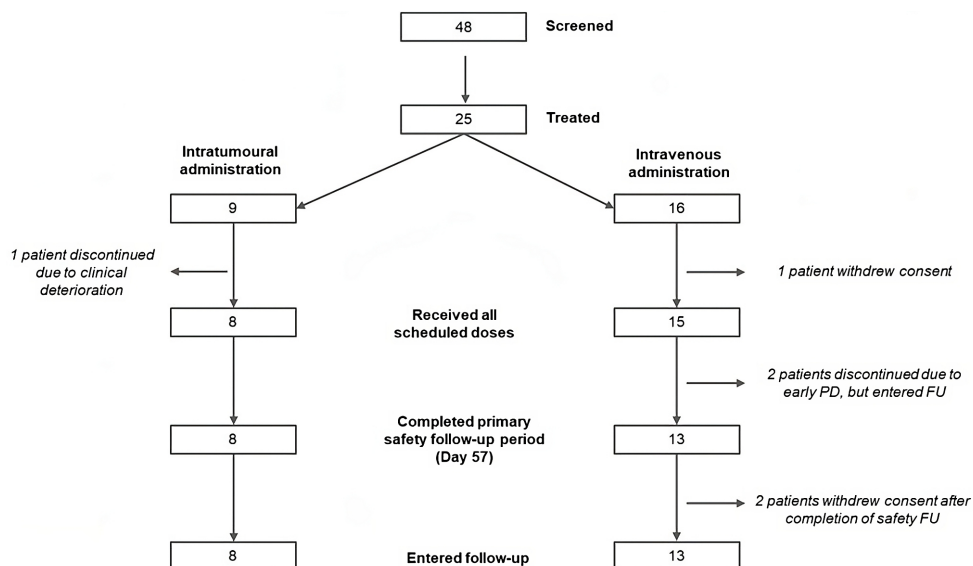 48
Screened
25
Treated
Intratumoural
administration
Intravenous
administration
9
16
1 patient discontinued
due to clinical
deterioration
1 patient withdrew consent
8
Received all
scheduled doses
15
2 patients discontinued due to
early PD, but entered FU
8
Completed primary
safety follow-up period
(Day 57)
13
2 patients withdrew consent after
completion of safety FU
8
Entered follow-up
13